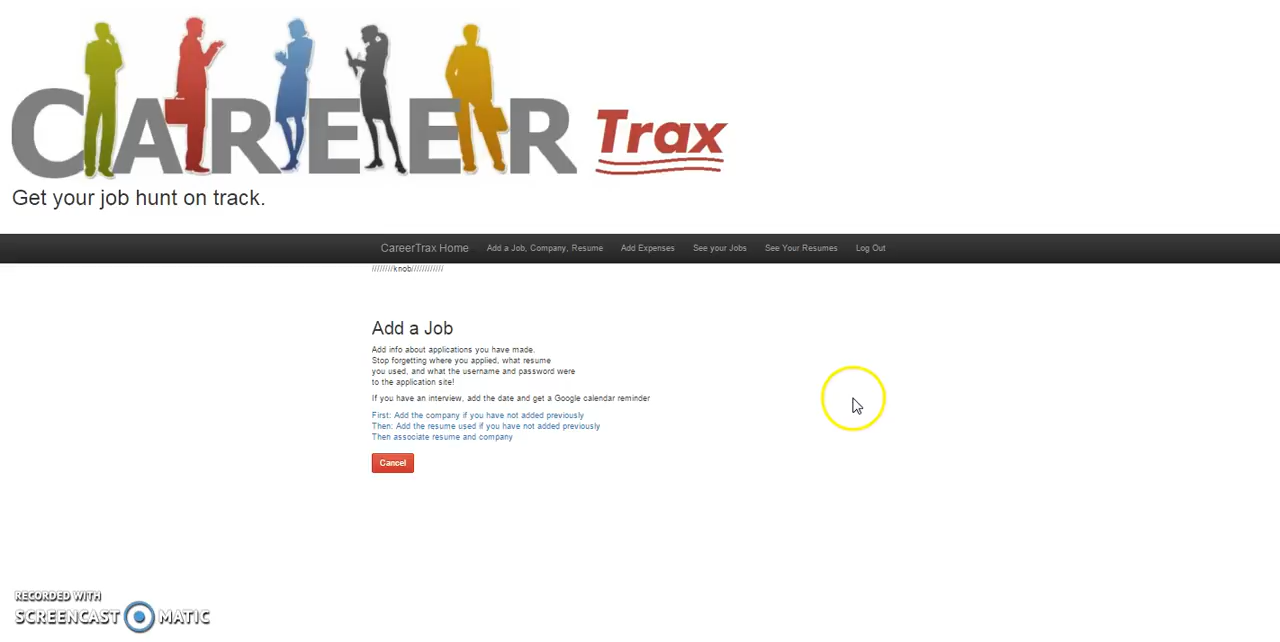 CAREER Trax
Get your job hunt on track.
CareerTrax Home Add a Job, Company, Resume Add Expenses See your Jobs See Your Resumes Log Out
////////knob///////////
Add a Job
Add info about applications you have made.
Stop forgetting where you applied, what resume
you used, and what the username and password were
to the application site!
If you have an interview, add the date and get a Google calendar reminder
First: Add the company if you have not added previously
Then: Add the resume used if you have not added previously
Then associate resume and company
Cancel
RECORDED WITH
SCREENCAST MATIC